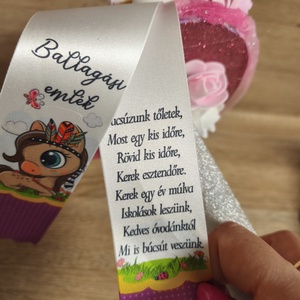 Ballagási
emlék
úcsúzunk tőletek,
Most egy kis időre,
Rövid kis időre,
Kerek esztendőre.
Kerek egy év múlva
Iskolások leszünk,
Kedves óvodánktól
Mi is búcsút veszünk.